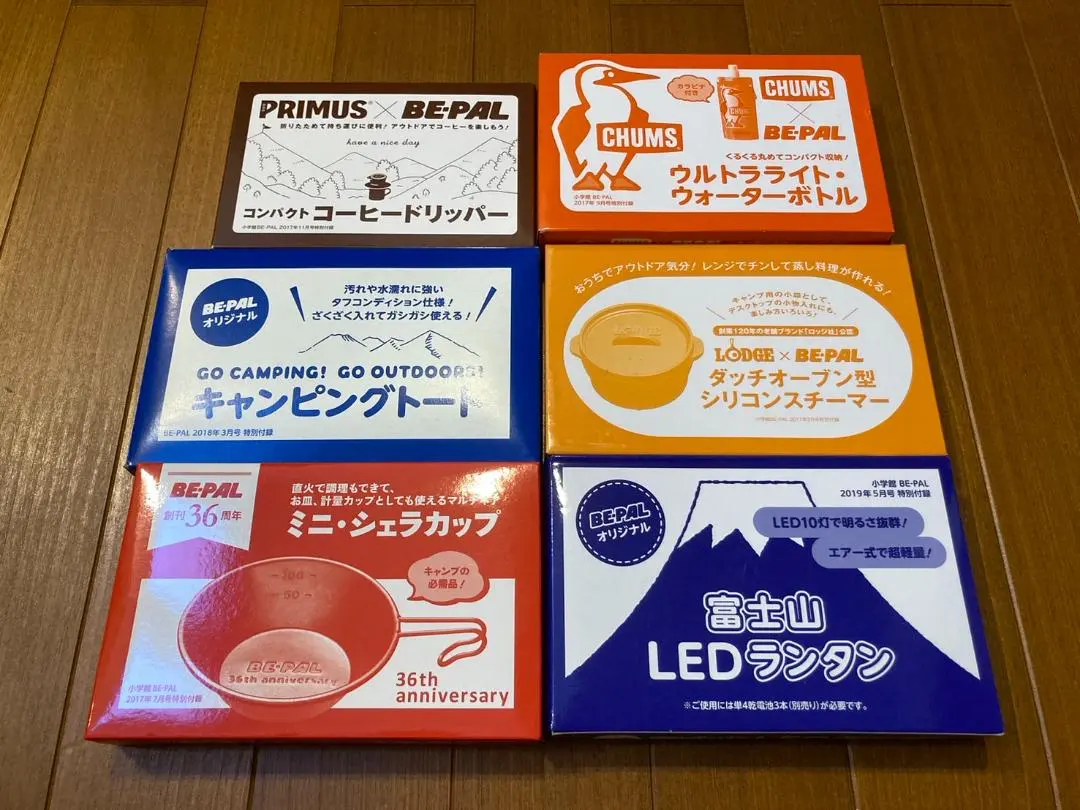 PRIMUS × BE-PAL
折りたためて持ち運びに便利！アウトドアでコーヒーを楽しもう！
have a nice day
コンパクト コーヒードリッパー
小学館BE-PAL 2017年11月号特別付録
CHUMS
カラビナ
付き
CHUMS
CHUMS
×
BE-PAL
くるくる丸めてコンパクト収納！
ウルトラライト・
ウォーターボトル
小学館 BE-PAL
2017年 9月号特別付録
BE-PAL
オリジナル
汚れや水濡れに強い
タフコンディション仕様！
ざくざく入れてガシガシ使える！
GO CAMPING! GO OUTDOORS!
キャンピングトート
BE-PAL 2018年 3月号 特別付録
おうちでアウトドア気分！レンジでチンして蒸し料理が作れる！
キャンプ用の小皿として、
デスクトップの小物入れにも、
楽しみ方いろいろ！
LODGE
創業120年の老舗ブランド「ロッジ社」公認
LODGE × BE-PAL
ダッチオーブン型
シリコンスチーマー
BE-PAL
創刊36周年
直火で調理もできて、
お皿、計量カップとしても使えるマルチ
ミニ・シェラカップ
キャンプの
必需品！
100
50
BE-PAL
36th anniversary
36th
anniversary
小学館 BE-PAL
2017年 7月号特別付録
小学館 BE-PAL
2019年 5月号 特別付録
BE-PAL
オリジナル
LED10灯で明るさ抜群！
エアー式で超軽量！
富士山
LEDランタン
※ご使用には単4乾電池3本（別売り）が必要です。